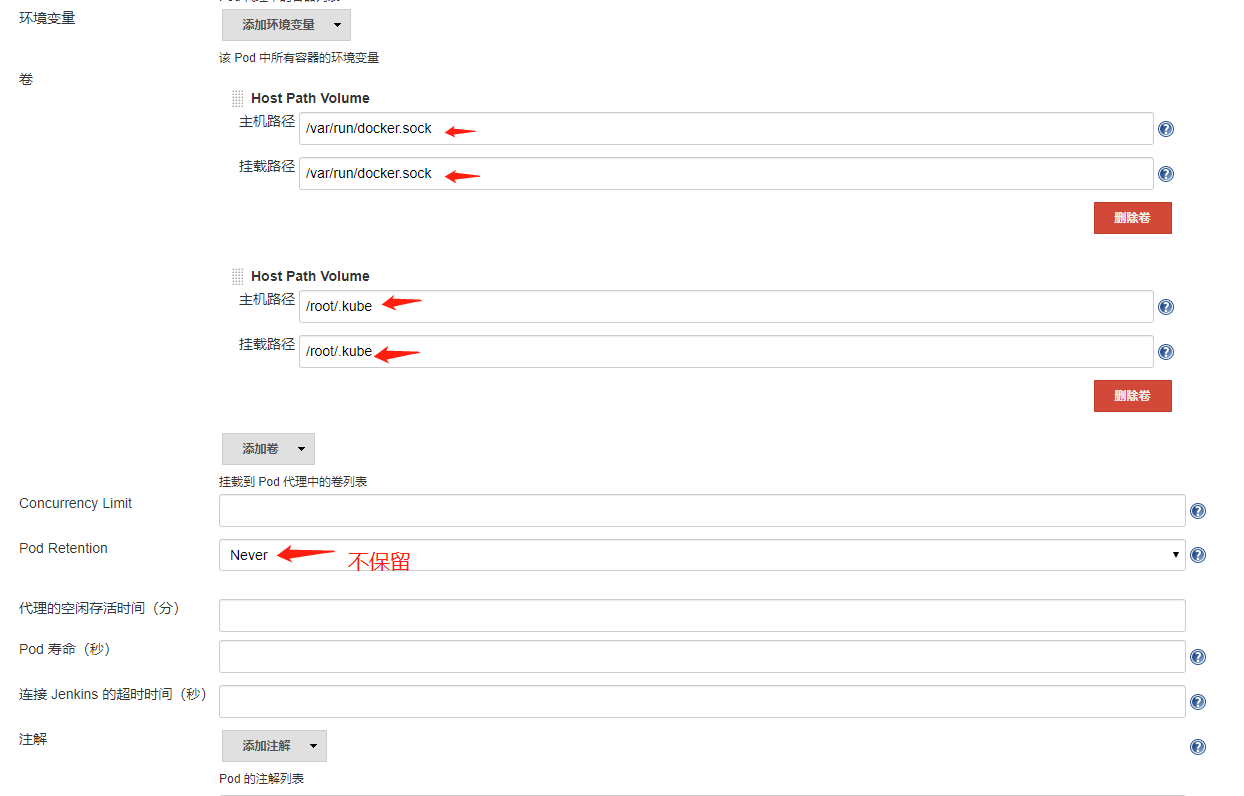 环境变量
添加环境变量
该 Pod 中所有容器的环境变量
卷
Host Path Volume
主机路径
/var/run/docker.sock
挂载路径
/var/run/docker.sock
删除卷
Host Path Volume
主机路径
/root/.kube
挂载路径
/root/.kube
删除卷
添加卷
挂载到 Pod 代理中的卷列表
Concurrency Limit
Pod Retention
Never
不保留
代理的空闲存活时间（分）
Pod 寿命（秒）
连接 Jenkins 的超时时间（秒）
注解
添加注解
Pod 的注解列表